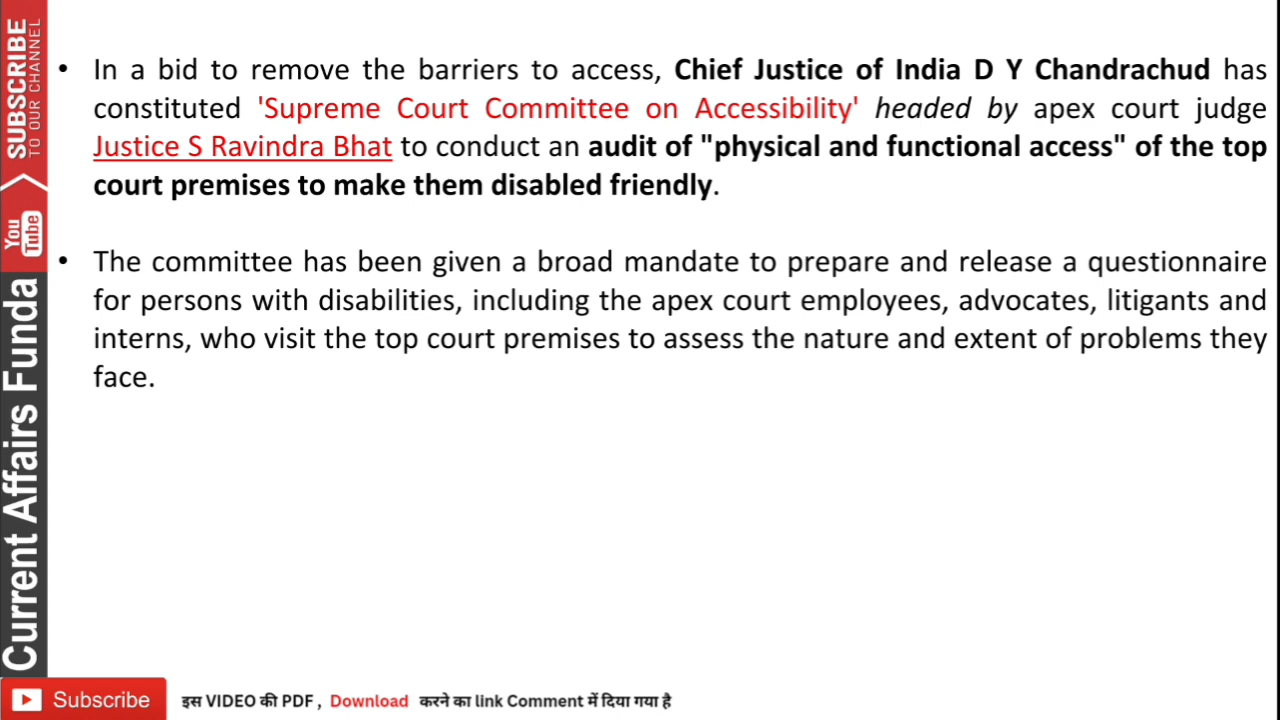 • In a bid to remove the barriers to access, Chief Justice of India D Y Chandrachud has
constituted 'Supreme Court Committee on Accessibility' headed by apex court judge
Justice S Ravindra Bhat to conduct an audit of "physical and functional access" of the top
court premises to make them disabled friendly.
• The committee has been given a broad mandate to prepare and release a questionnaire
for persons with disabilities, including the apex court employees, advocates, litigants and
interns, who visit the top court premises to assess the nature and extent of problems they
face.
SUBSCRIBE
TO OUR CHANNEL
You
Tube
Current Affairs Funda
Subscribe
इस VIDEO की PDF , Download करने का link Comment में दिया गया है